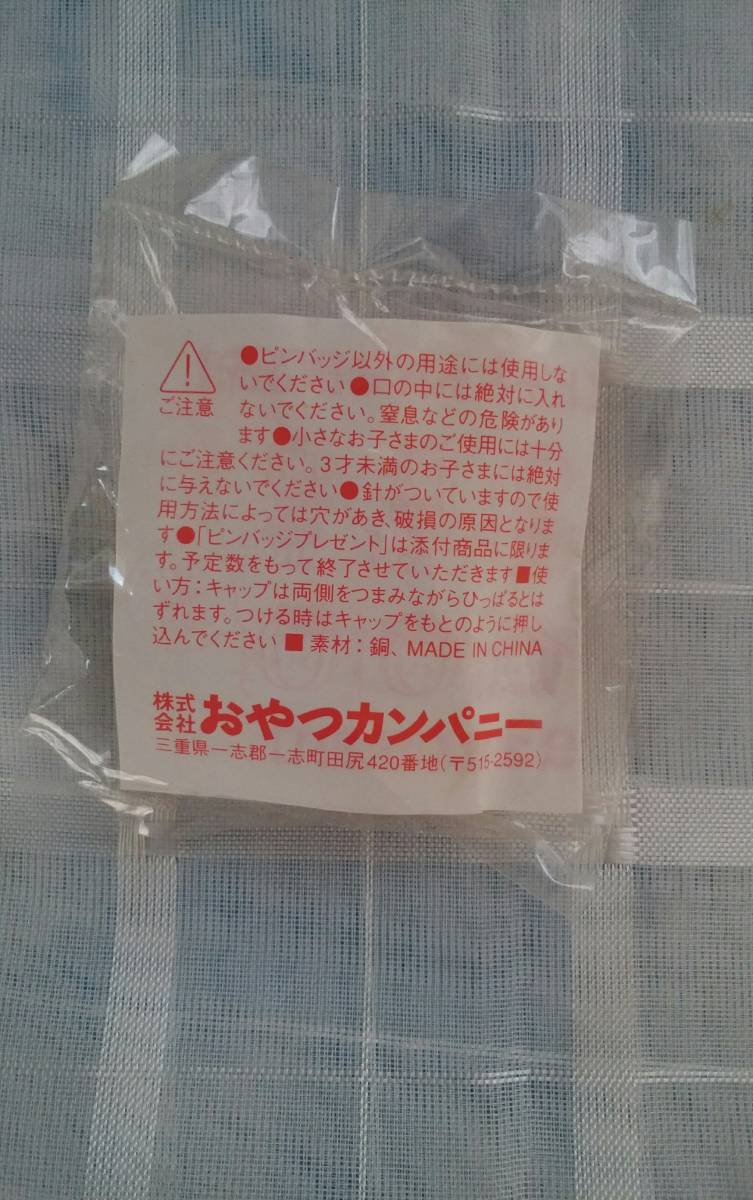 ●ピンバッジ以外の用途には使用しな
いでください●口の中には絶対に入れ
ないでください。窒息などの危険があり
ます●小さなお子さまのご使用には十分
にご注意ください。3才未満のお子さまには絶対
に与えないでください●針がついていますので使
用方法によっては穴があき、破損の原因となりま
す●「ピンバッジプレゼント」は添付商品に限りま
す。予定数をもって終了させていただきます■使
い方：キャップは両側をつまみながらひっぱるとは
ずれます。つける時はキャップをもとのように押し
込んでください■素材：銅、MADE IN CHINA
ご注意
株式会社おやつカンパニー
三重県一志郡一志町田尻420番地(〒515-2592)